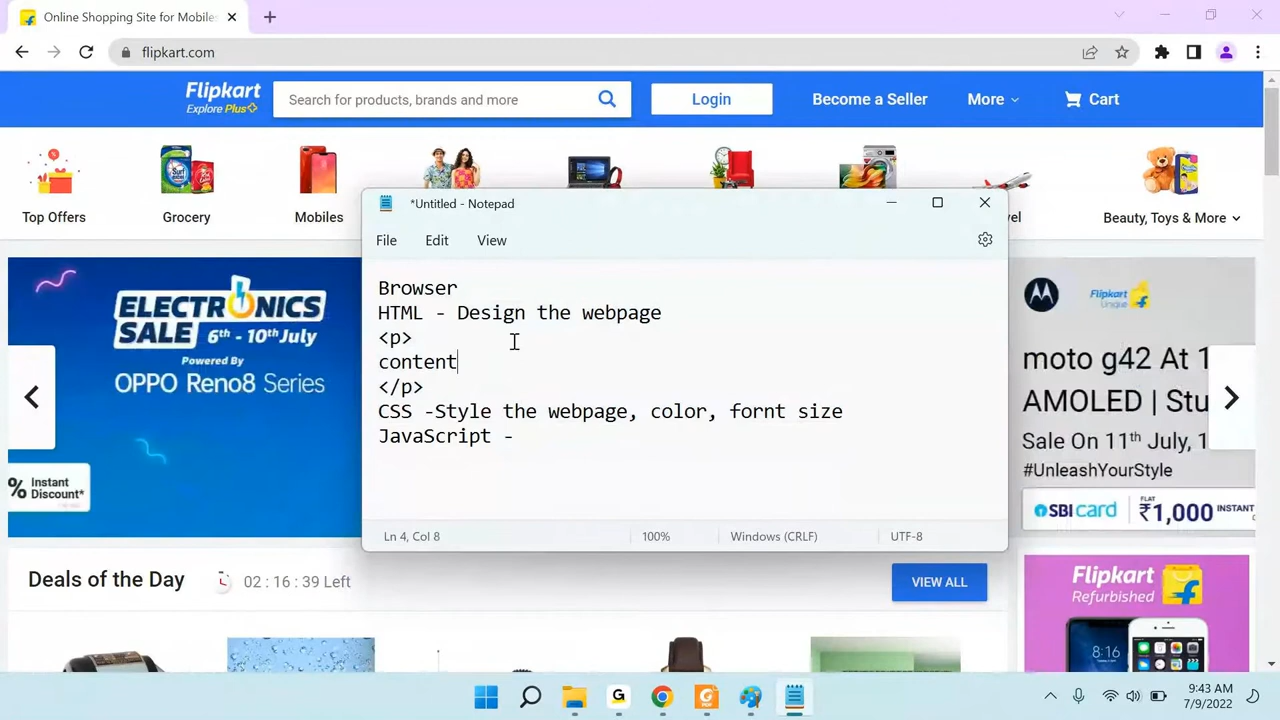 Online Shopping Site for Mobile
flipkart.com
Flipkart
Explore Plus
Search for products, brands and more
Login
Become a Seller
More
Cart
Top Offers
Grocery
Mobiles
Beauty, Toys & More
*Untitled - Notepad
File Edit View
Browser
HTML - Design the webpage
<p>
content
</p>
CSS -Style the webpage, color, fornt size
JavaScript -
Ln 4, Col 8
100%
Windows (CRLF)
UTF-8
ELECTRONICS
SALE 6th - 10th July
Powered By
OPPO Reno8 Series
% Instant
Discount*
Flipkart
Unique
moto g42 At
AMOLED | Stu
Sale On 11th July, 1
#UnleashYourStyle
SBI card
FLAT
₹1,000 INSTANT
Deals of the Day
02 : 16 : 39 Left
VIEW ALL
Flipkart
Refurbished
8:16
9:43 AM
7/9/2022